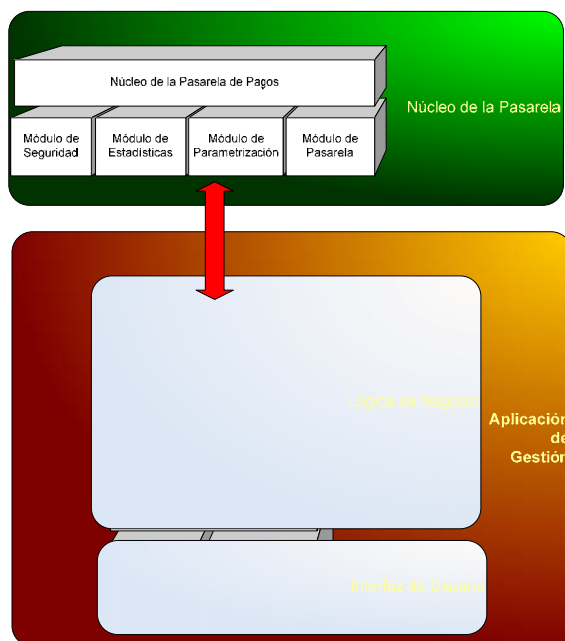 Núcleo de la Pasarela de Pagos
Núcleo de la Pasarela
Módulo de
Seguridad
Módulo de
Estadísticas
Módulo de
Parametrización
Módulo de
Pasarela
Lógica de Negocio
Aplicación
de
Gestión
Interfaz de Usuario